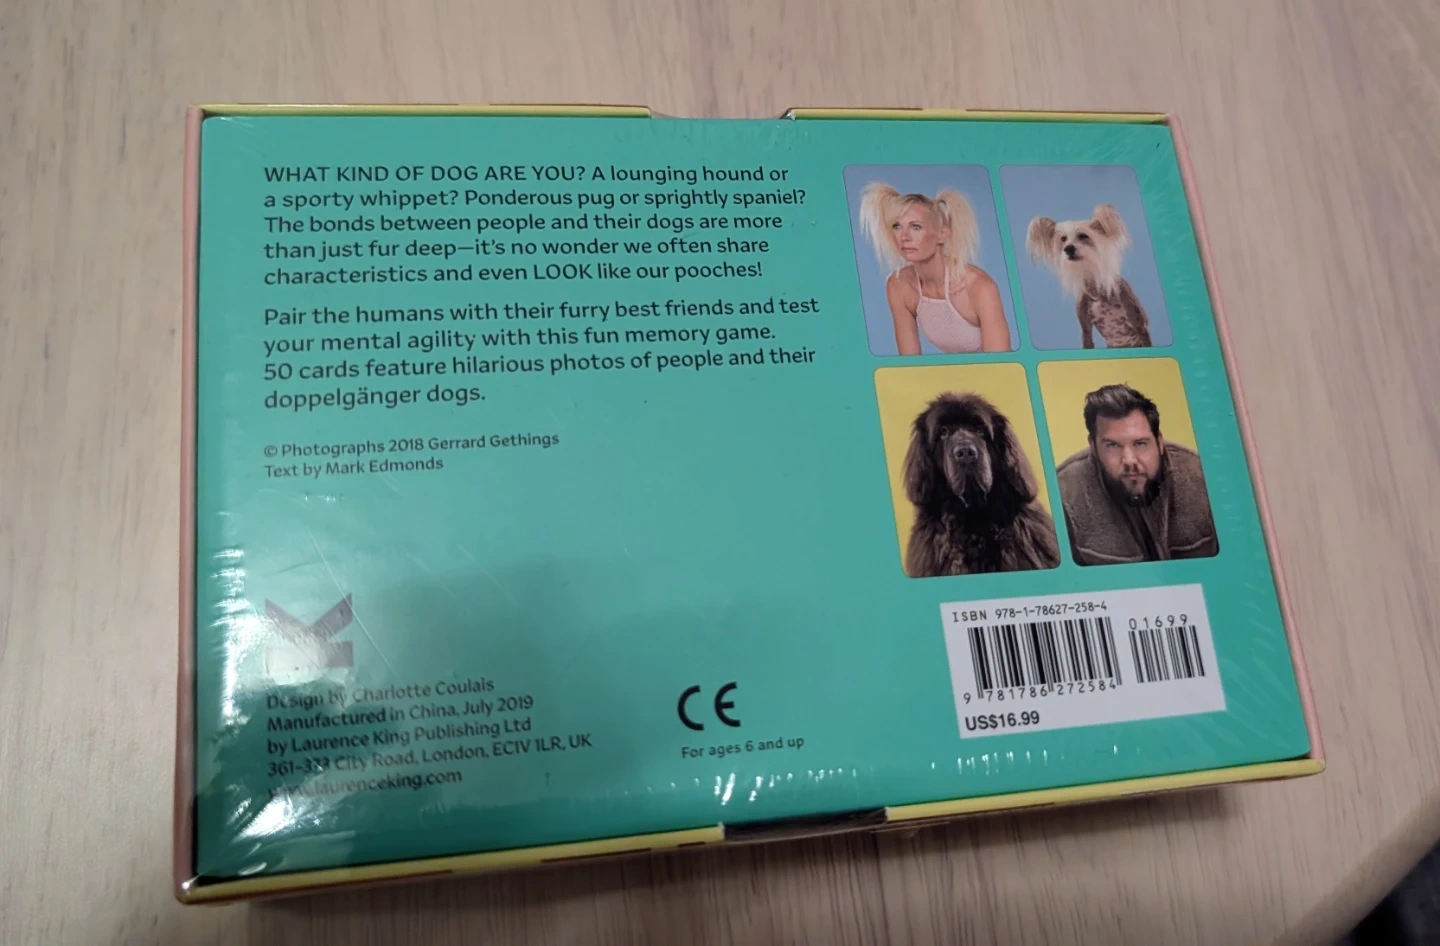 WHAT KIND OF DOG ARE YOU? A lounging hound or
a sporty whippet? Ponderous pug or sprightly spaniel?
The bonds between people and their dogs are more
than just fur deep—it's no wonder we often share
characteristics and even LOOK like our pooches!
Pair the humans with their furry best friends and test
your mental agility with this fun memory game.
50 cards feature hilarious photos of people and their
doppelgänger dogs.
© Photographs 2018 Gerrard Gethings
Text by Mark Edmonds
Design by Charlotte Coulais
Manufactured in China, July 2019
by Laurence King Publishing Ltd
City Road, London, EC1V 1LR, UK
www.laurenceking.com
CE
For ages 6 and up
ISBN 978-1-78627-258-4
01699
9 781786 272584
US$16.99